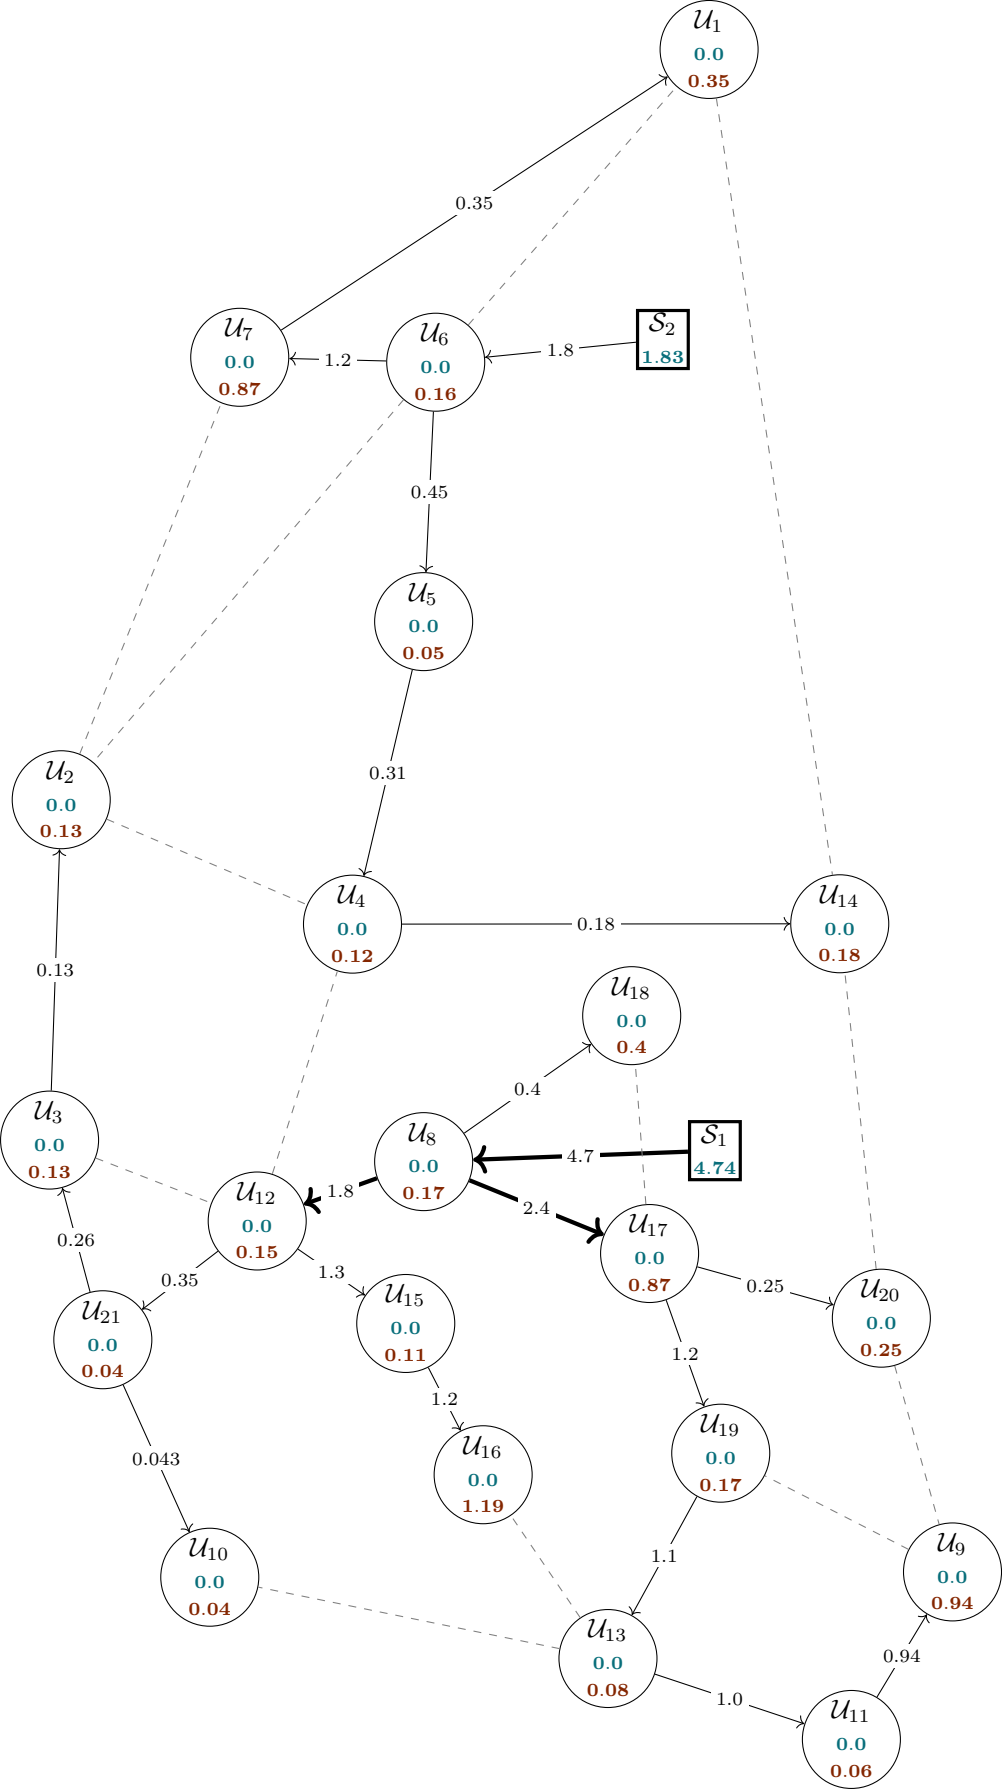 𝒰₁
0.0
0.35
0.35
𝒰₇
0.0
0.87
1.2
𝒰₆
0.0
0.16
1.8
𝒮₂
1.83
0.45
𝒰₅
0.0
0.05
0.31
𝒰₂
0.0
0.13
𝒰₄
0.0
0.12
0.18
𝒰₁₄
0.0
0.18
0.13
𝒰₁₈
0.0
0.4
0.4
𝒰₃
0.0
0.13
𝒰₈
0.0
0.17
4.7
𝒮₁
4.74
1.8
2.4
𝒰₁₂
0.0
0.15
𝒰₁₇
0.0
0.87
0.26
0.35
1.3
0.25
𝒰₂₁
0.0
0.04
𝒰₁₅
0.0
0.11
𝒰₂₀
0.0
0.25
1.2
1.2
𝒰₁₉
0.0
0.17
0.043
𝒰₁₆
0.0
1.19
1.1
𝒰₁₀
0.0
0.04
𝒰₉
0.0
0.94
𝒰₁₃
0.0
0.08
0.94
1.0
𝒰₁₁
0.0
0.06